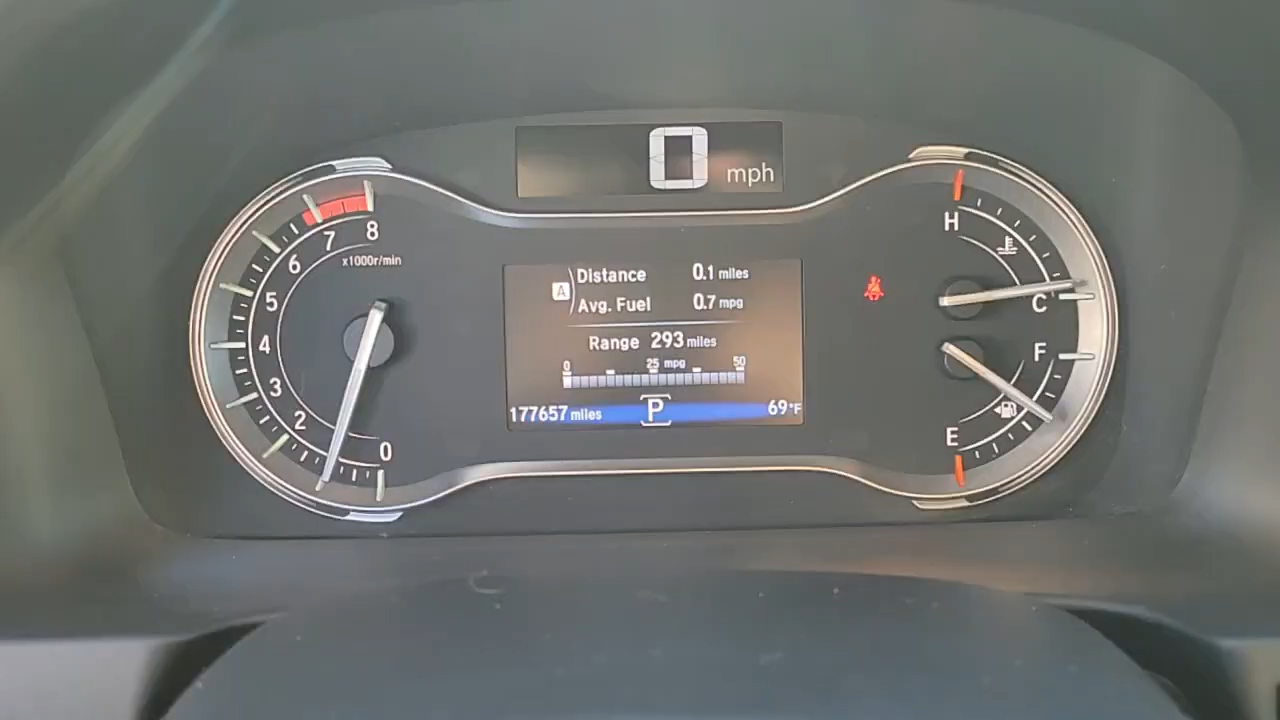 0 mph
8
7
6
5
4
3
2
0
x1000r/min
A
Distance 0.1 miles
Avg. Fuel 0.7 mpg
Range 293 miles
0 25 mpg 50
177657 miles P 69°F
H
C
F
E